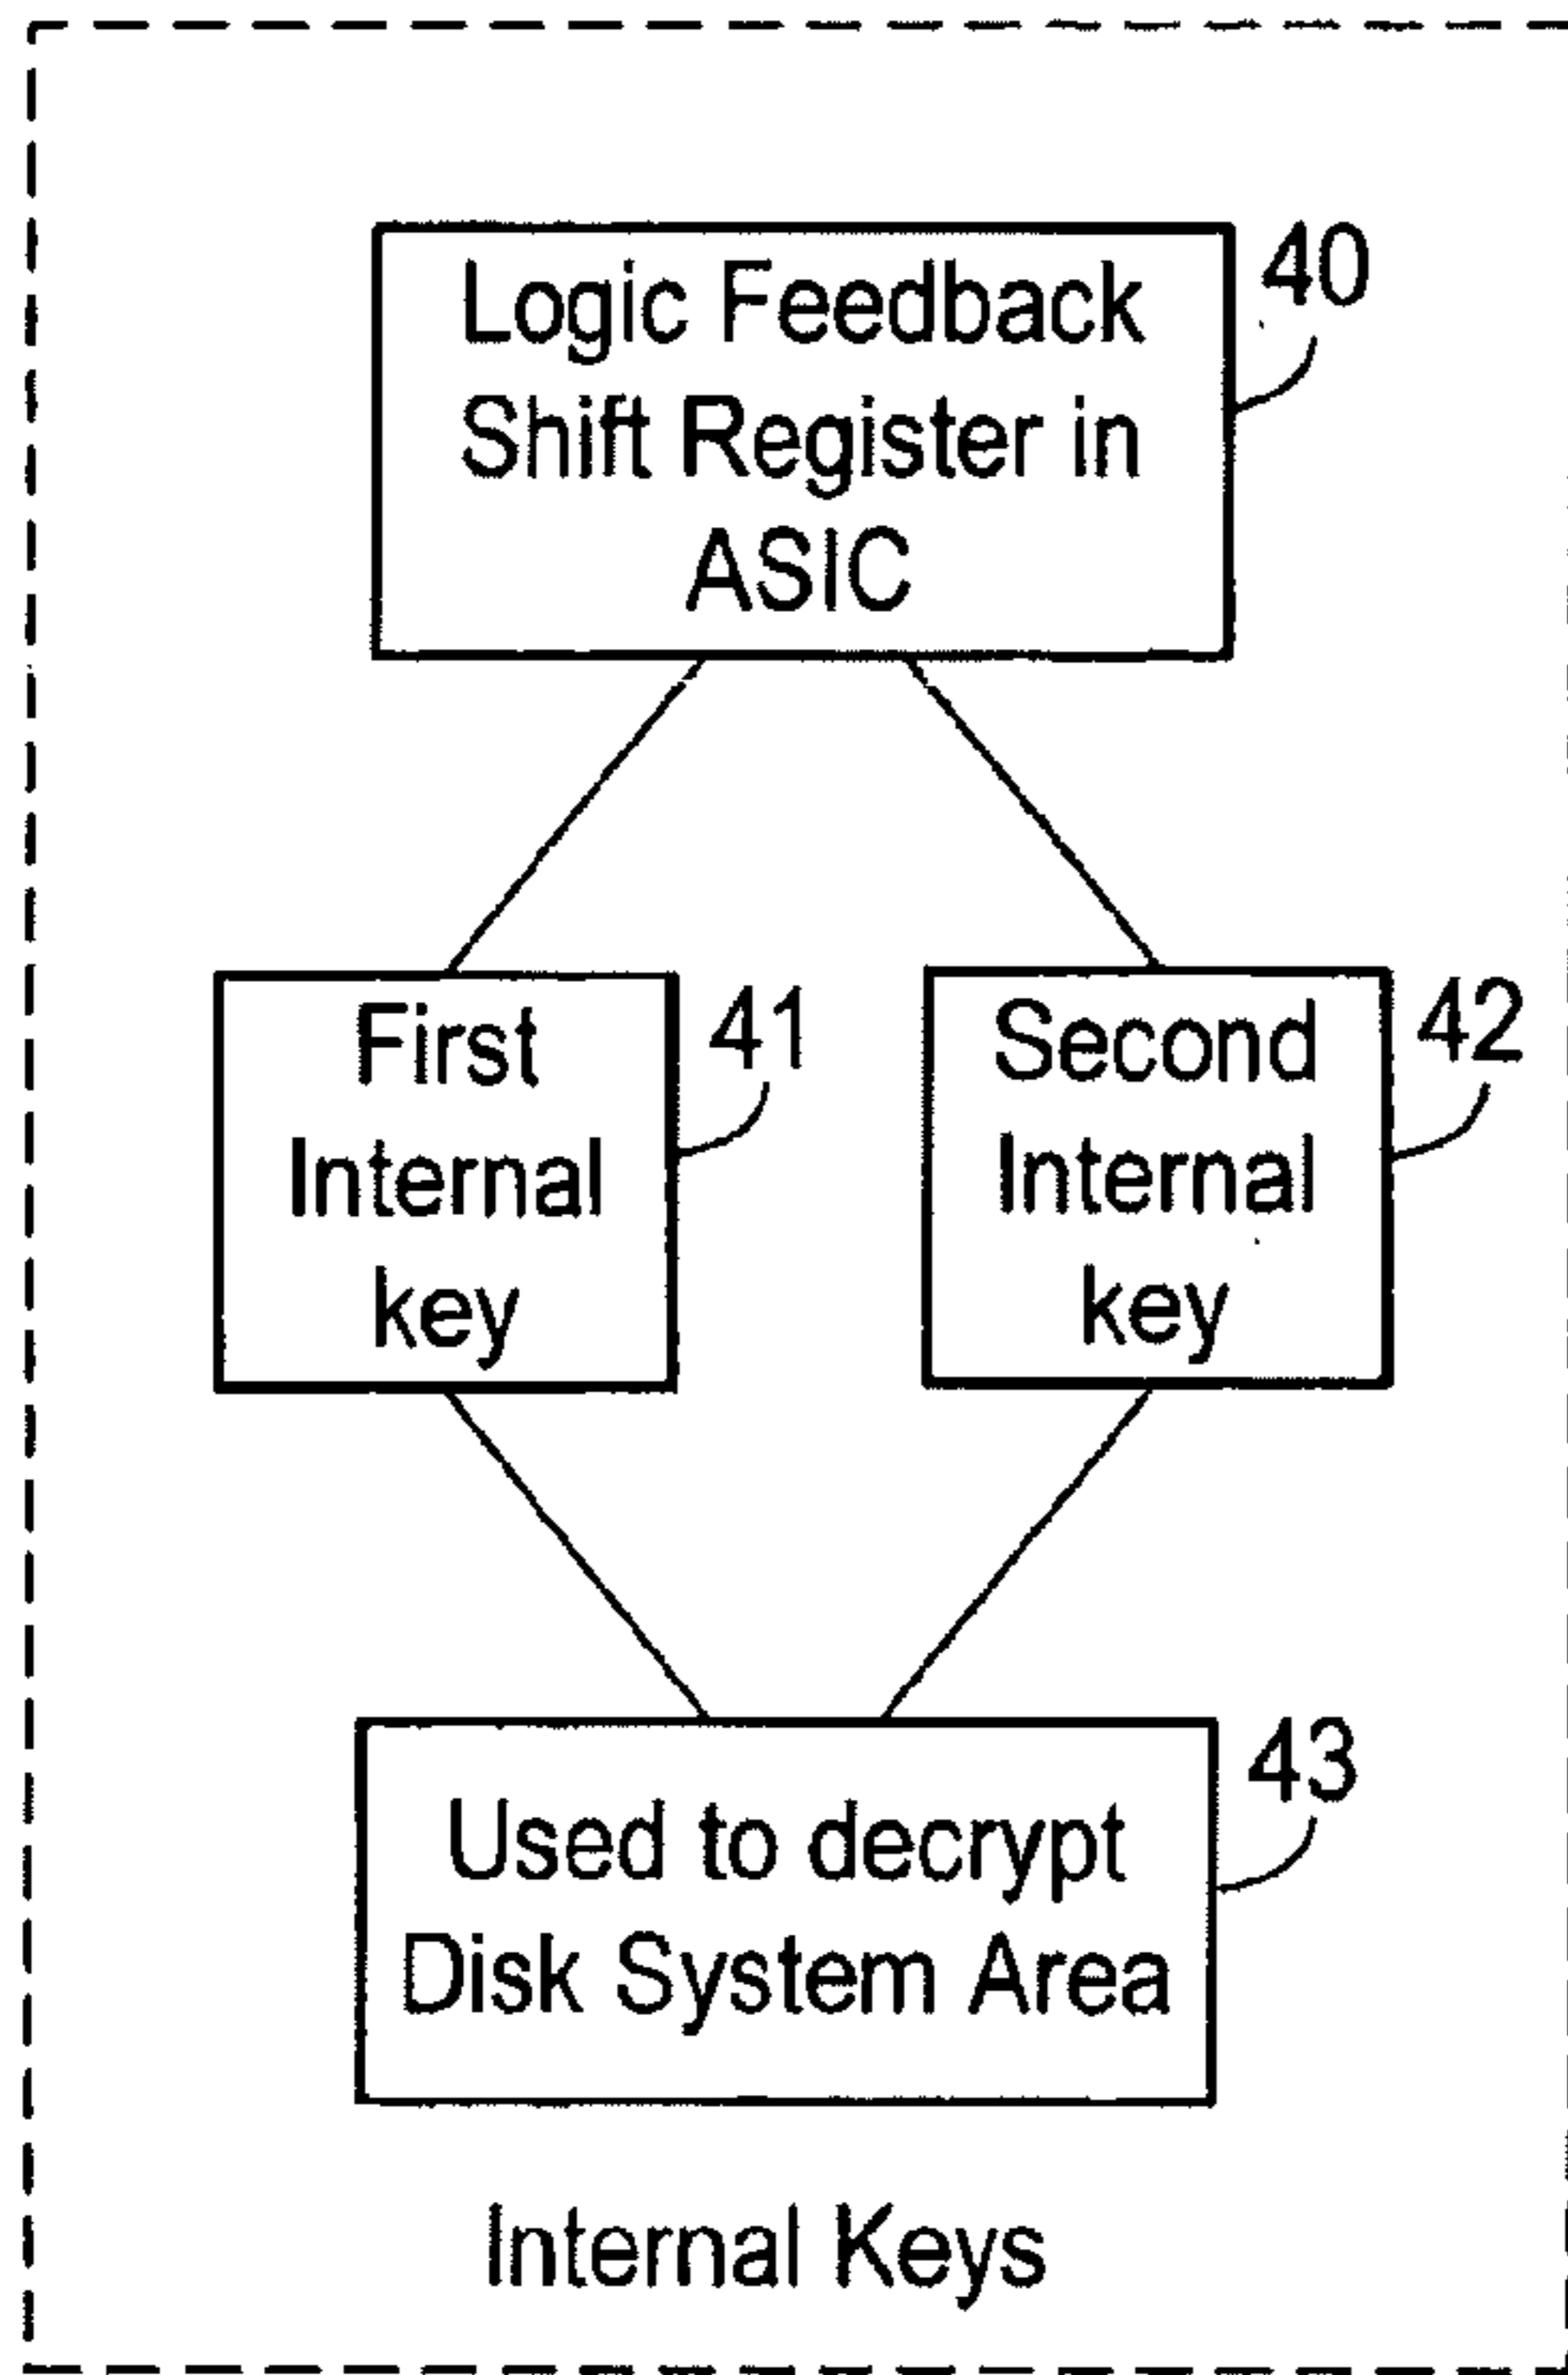 Logic Feedback
Shift Register in
ASIC
40
First
Internal
key
41
Second
Internal
key
42
Used to decrypt
Disk System Area
43
Internal Keys